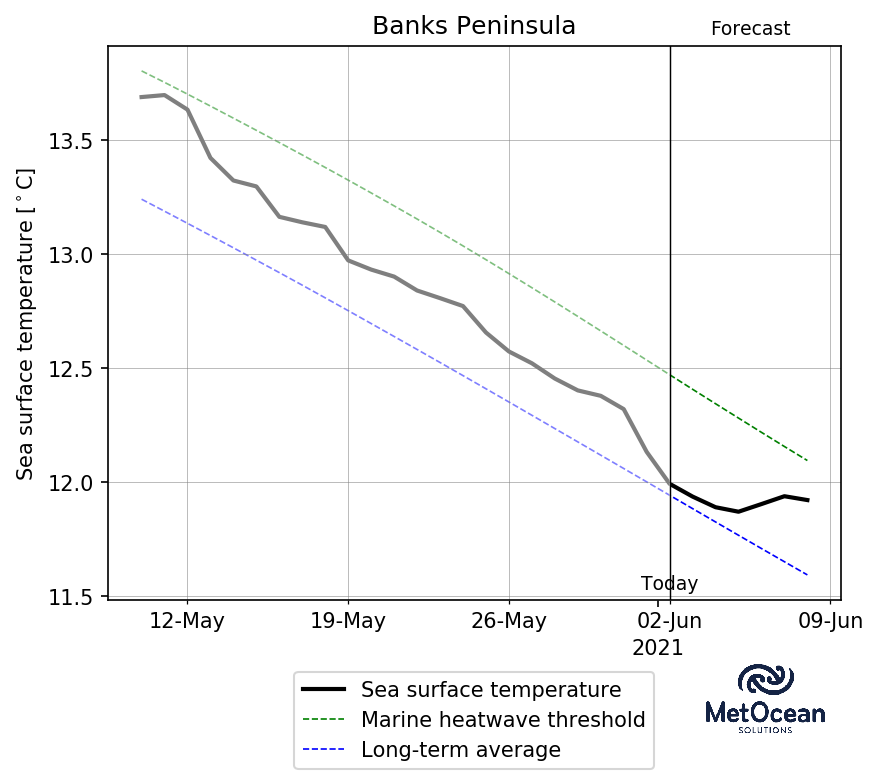 Banks Peninsula
Forecast
Sea surface temperature [°C]
13.5
13.0
12.5
12.0
11.5
Today
12-May
19-May
26-May
02-Jun
09-Jun
2021
Sea surface temperature
Marine heatwave threshold
Long-term average
MetOcean
SOLUTIONS